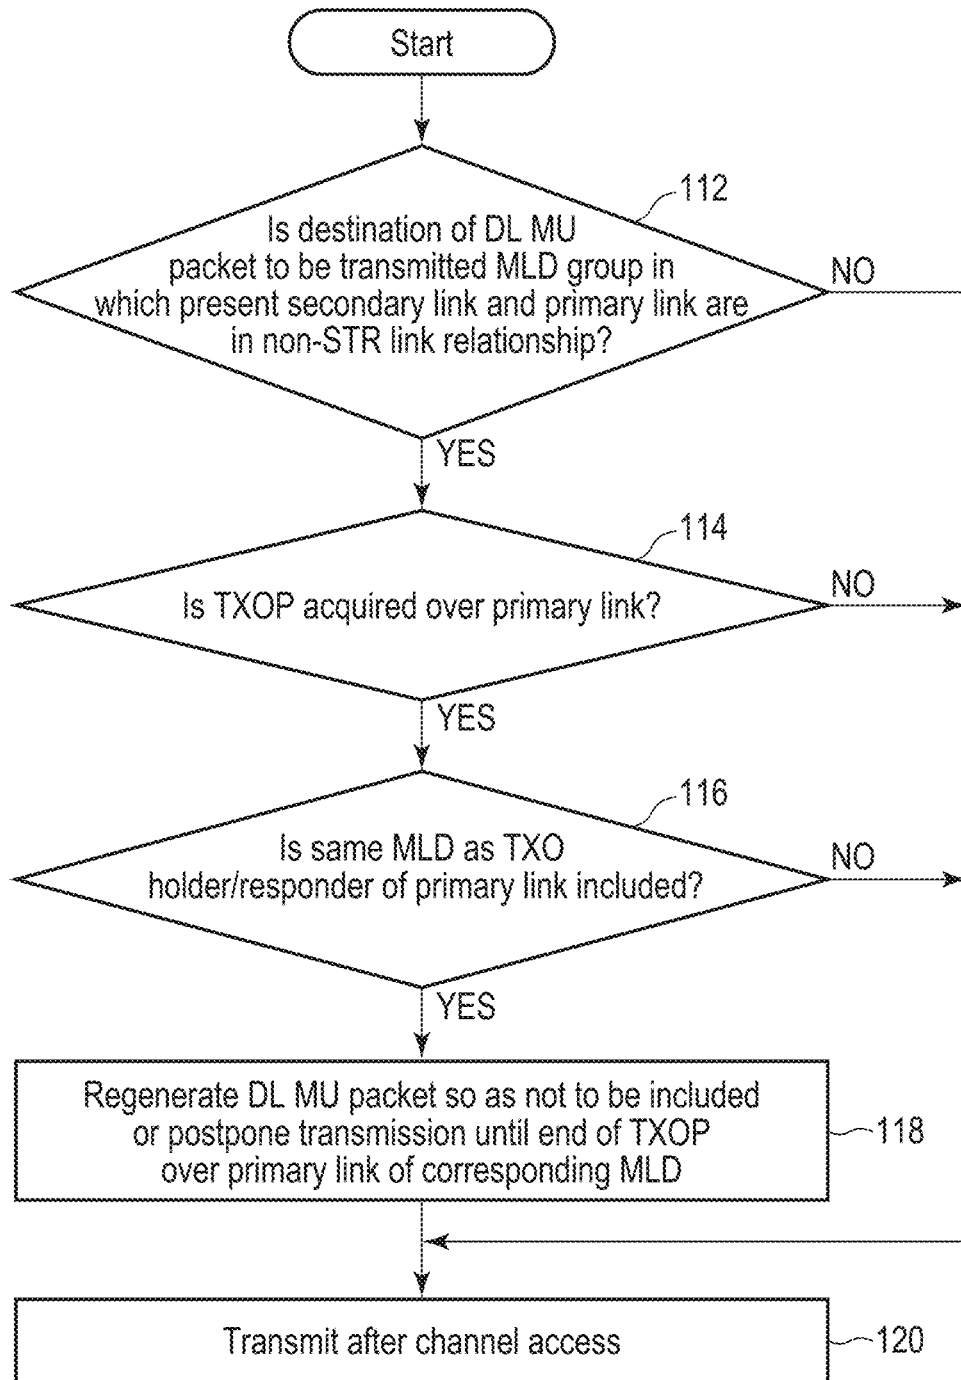 Start
112
Is destination of DL MU
packet to be transmitted MLD group in
which present secondary link and primary link are
in non-STR link relationship?
NO
YES
114
Is TXOP acquired over primary link?
NO
YES
116
Is same MLD as TXO
holder/responder of primary link included?
NO
YES
Regenerate DL MU packet so as not to be included
or postpone transmission until end of TXOP
over primary link of corresponding MLD
118
Transmit after channel access
120